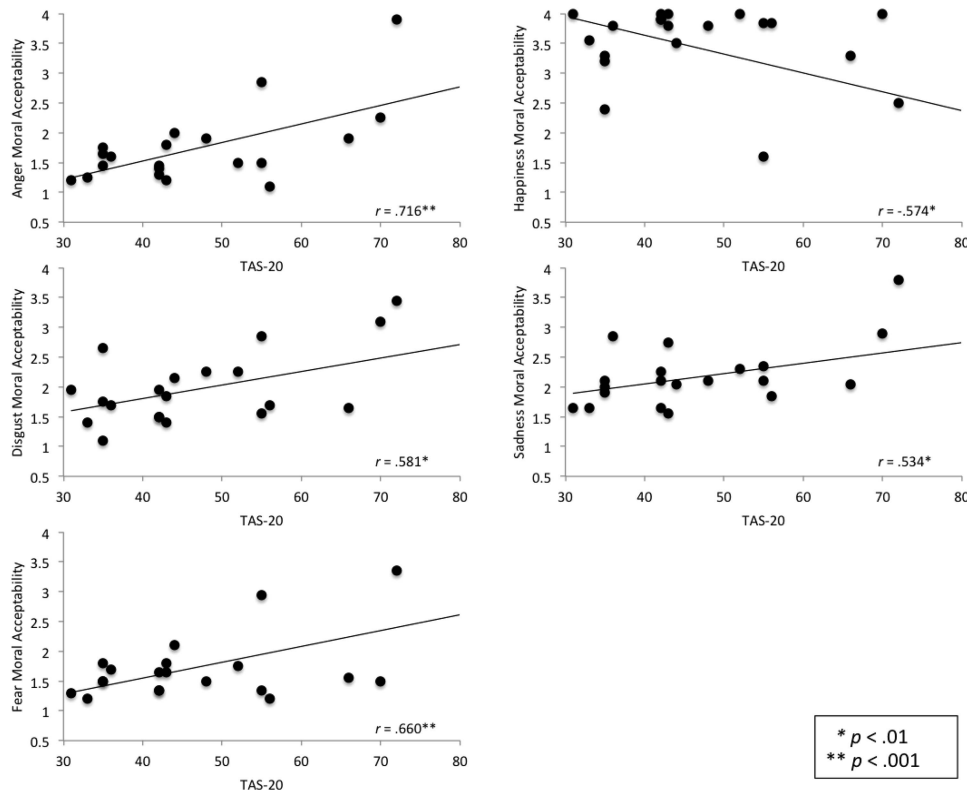 Anger Moral Acceptability
4
3.5
3
2.5
2
1.5
1
0.5
30 40 50 60 70 80
TAS-20
r = .716**
Happiness Moral Acceptability
4
3.5
3
2.5
2
1.5
1
0.5
30 40 50 60 70 80
TAS-20
r = -.574*
Disgust Moral Acceptability
4
3.5
3
2.5
2
1.5
1
0.5
30 40 50 60 70 80
TAS-20
r = .581*
Sadness Moral Acceptability
4
3.5
3
2.5
2
1.5
1
0.5
30 40 50 60 70 80
TAS-20
r = .534*
Fear Moral Acceptability
4
3.5
3
2.5
2
1.5
1
0.5
30 40 50 60 70 80
TAS-20
r = .660**
* p < .01
** p < .001